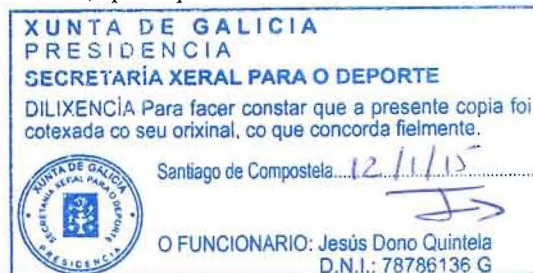 XUNTA DE GALICIA
PRESIDENCIA
SECRETARÍA XERAL PARA O DEPORTE
DILIXENCIA Para facer constar que a presente copia foi
cotexada co seu orixinal, co que concorda fielmente.
Santiago de Compostela....12/1/15....
XUNTA DE GALICIA
SECRETARÍA XERAL PARA O DEPORTE
PRESIDENCIA
O FUNCIONARIO: Jesús Dono Quintela
D.N.I.: 78786136 G